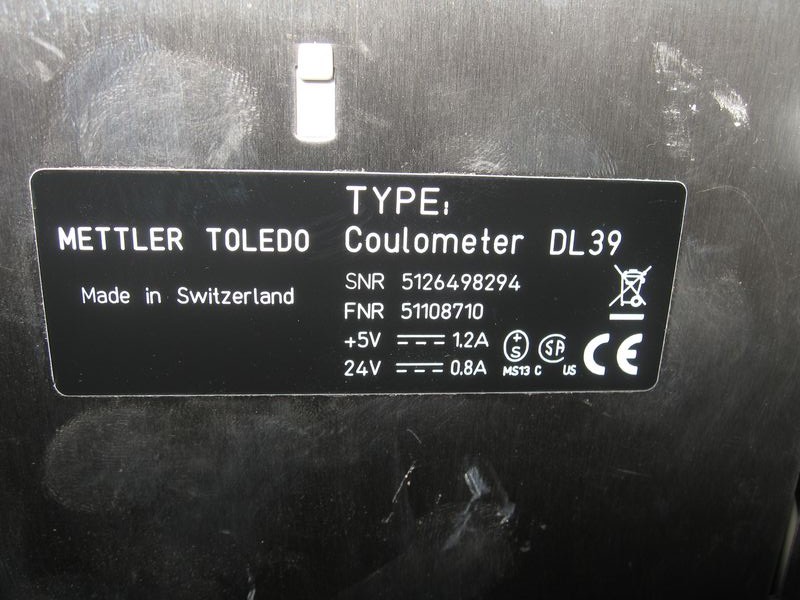 TYPE:
METTLER TOLEDO Coulometer DL39
Made in Switzerland
SNR 5126498294
FNR 51108710
+5V 1.2A
24V 0.8A
+S SA CE
MS13 C US